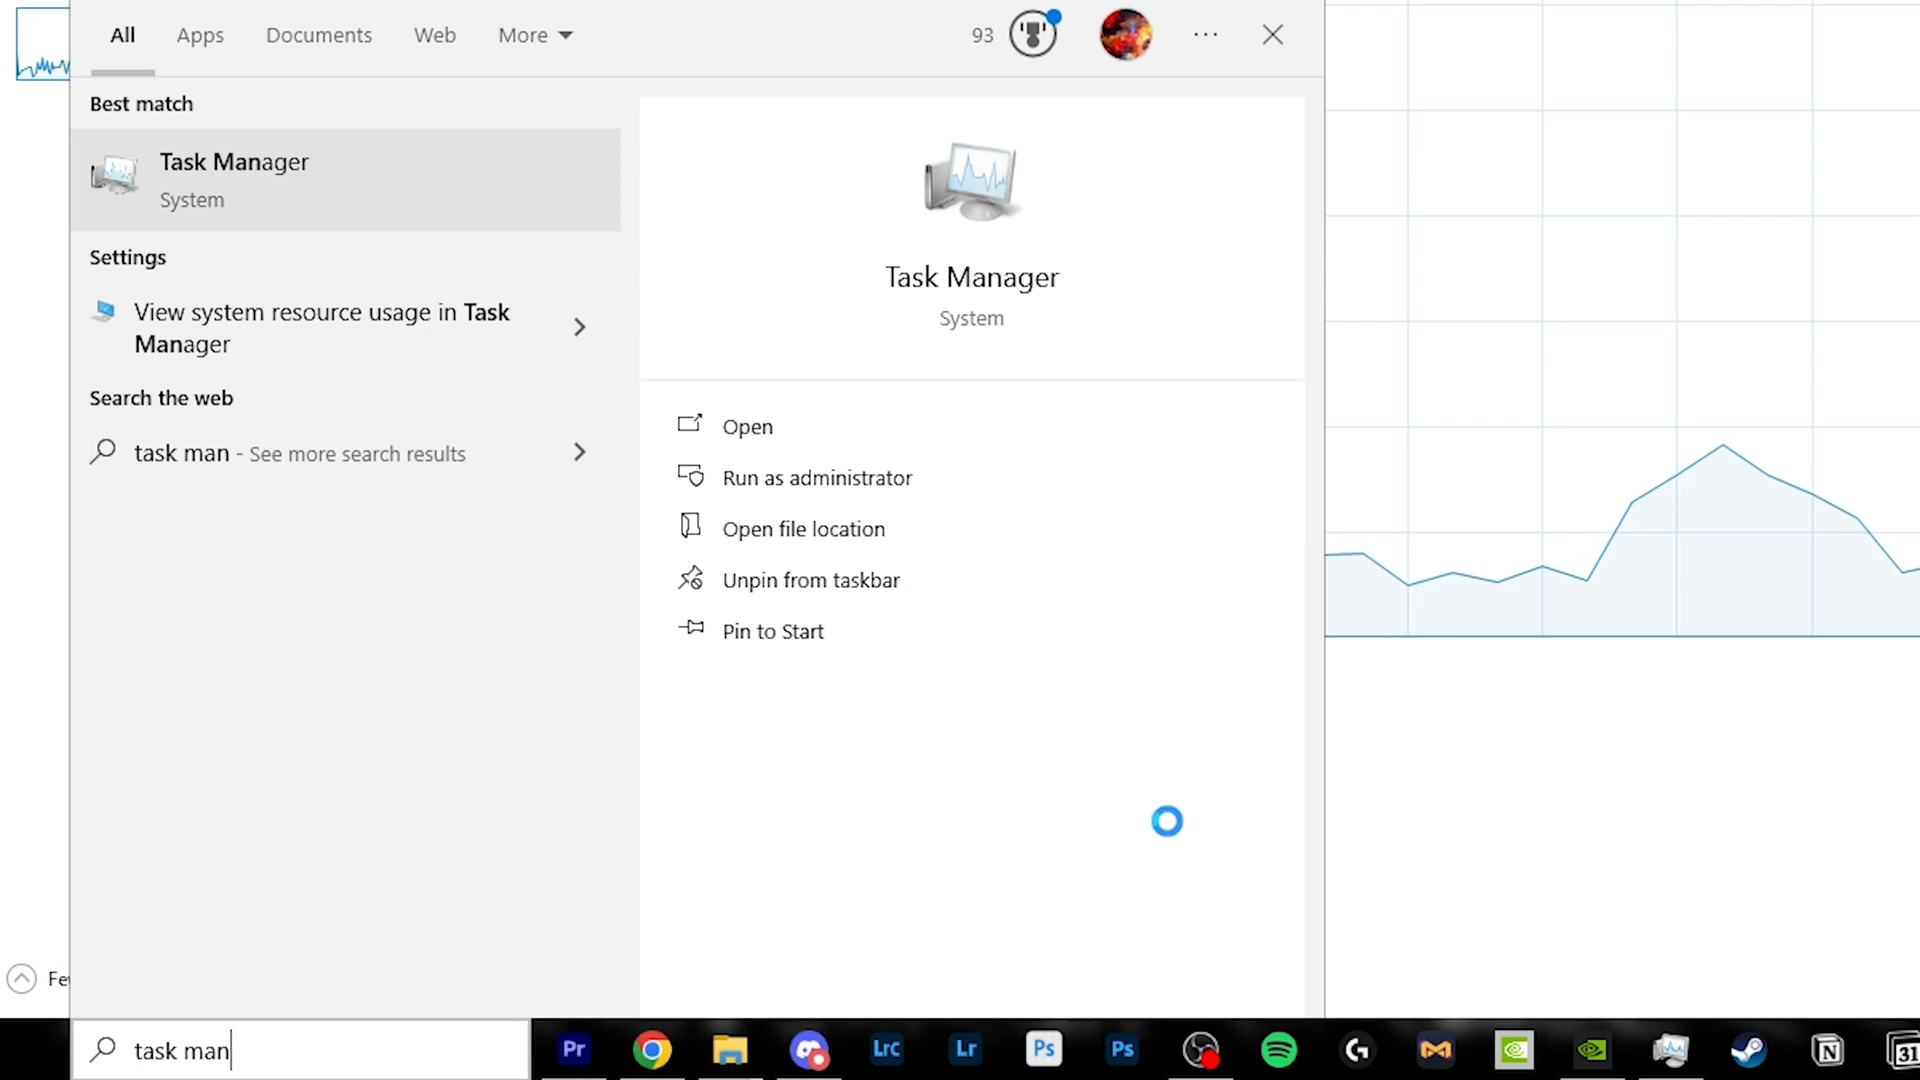 All Apps Documents Web More 93
Best match
Task Manager
System
Settings
View system resource usage in Task
Manager
Search the web
task man - See more search results
Task Manager
System
Open
Run as administrator
Open file location
Unpin from taskbar
Pin to Start
Fe
task man
Pr
LrC
Lr
Ps
Ps
N
31